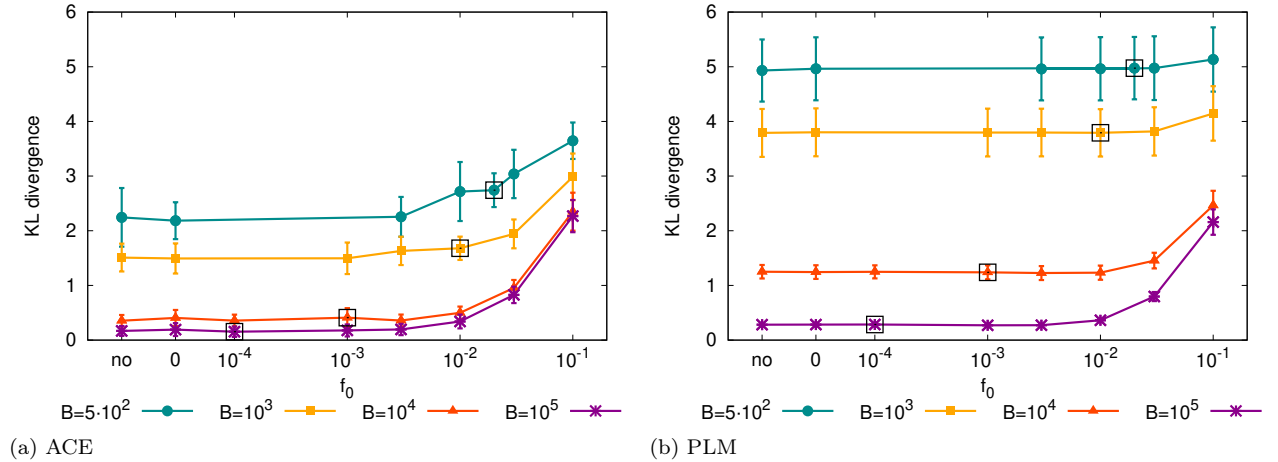 6
5
4
3
2
1
0
KL divergence
no 0 10⁻⁴ 10⁻³ 10⁻² 10⁻¹
f₀
B=5·10² B=10³ B=10⁴ B=10⁵
(a) ACE
6
5
4
3
2
1
0
KL divergence
no 0 10⁻⁴ 10⁻³ 10⁻² 10⁻¹
f₀
B=5·10² B=10³ B=10⁴ B=10⁵
(b) PLM